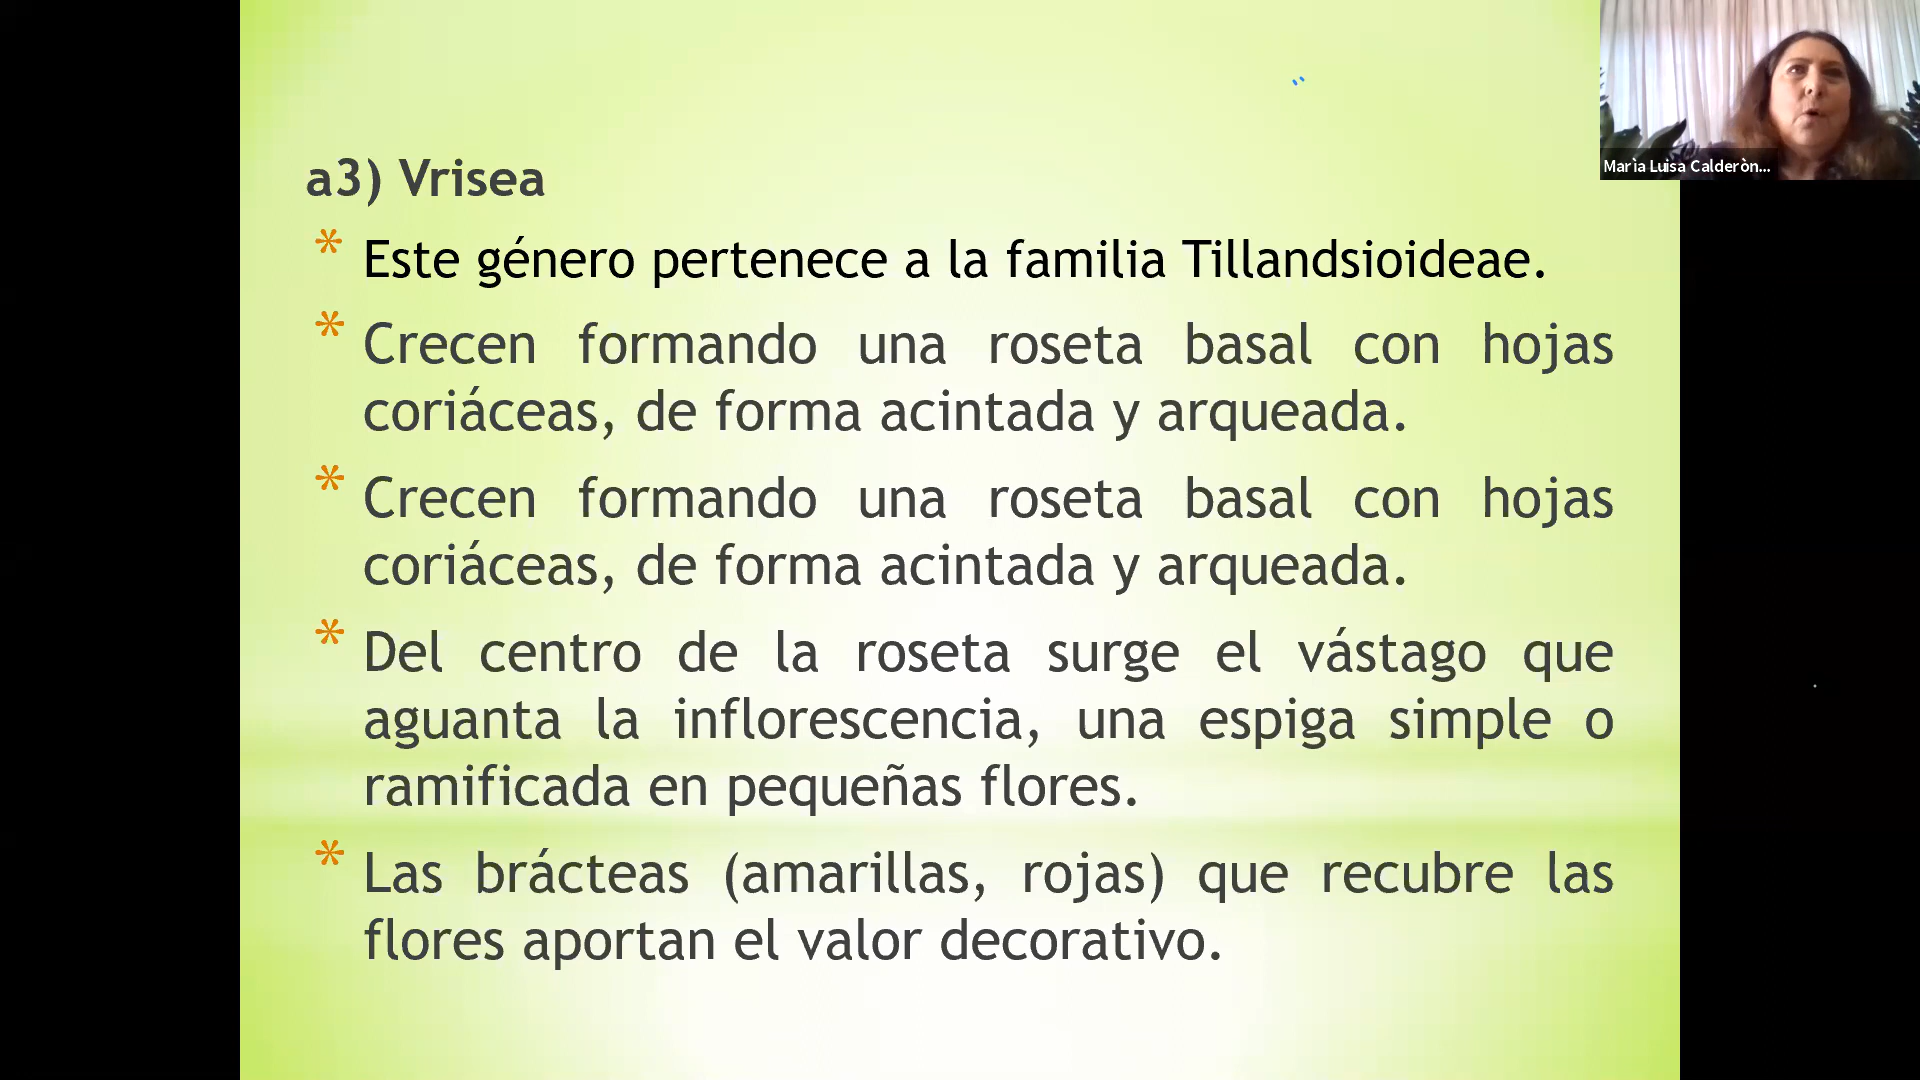 a3) Vrisea
* Este género pertenece a la familia Tillandsioideae.
* Crecen formando una roseta basal con hojas
coriáceas, de forma acintada y arqueada.
* Crecen formando una roseta basal con hojas
coriáceas, de forma acintada y arqueada.
* Del centro de la roseta surge el vástago que
aguanta la inflorescencia, una espiga simple o
ramificada en pequeñas flores.
* Las brácteas (amarillas, rojas) que recubre las
flores aportan el valor decorativo.
Marìa Luisa Calderòn...